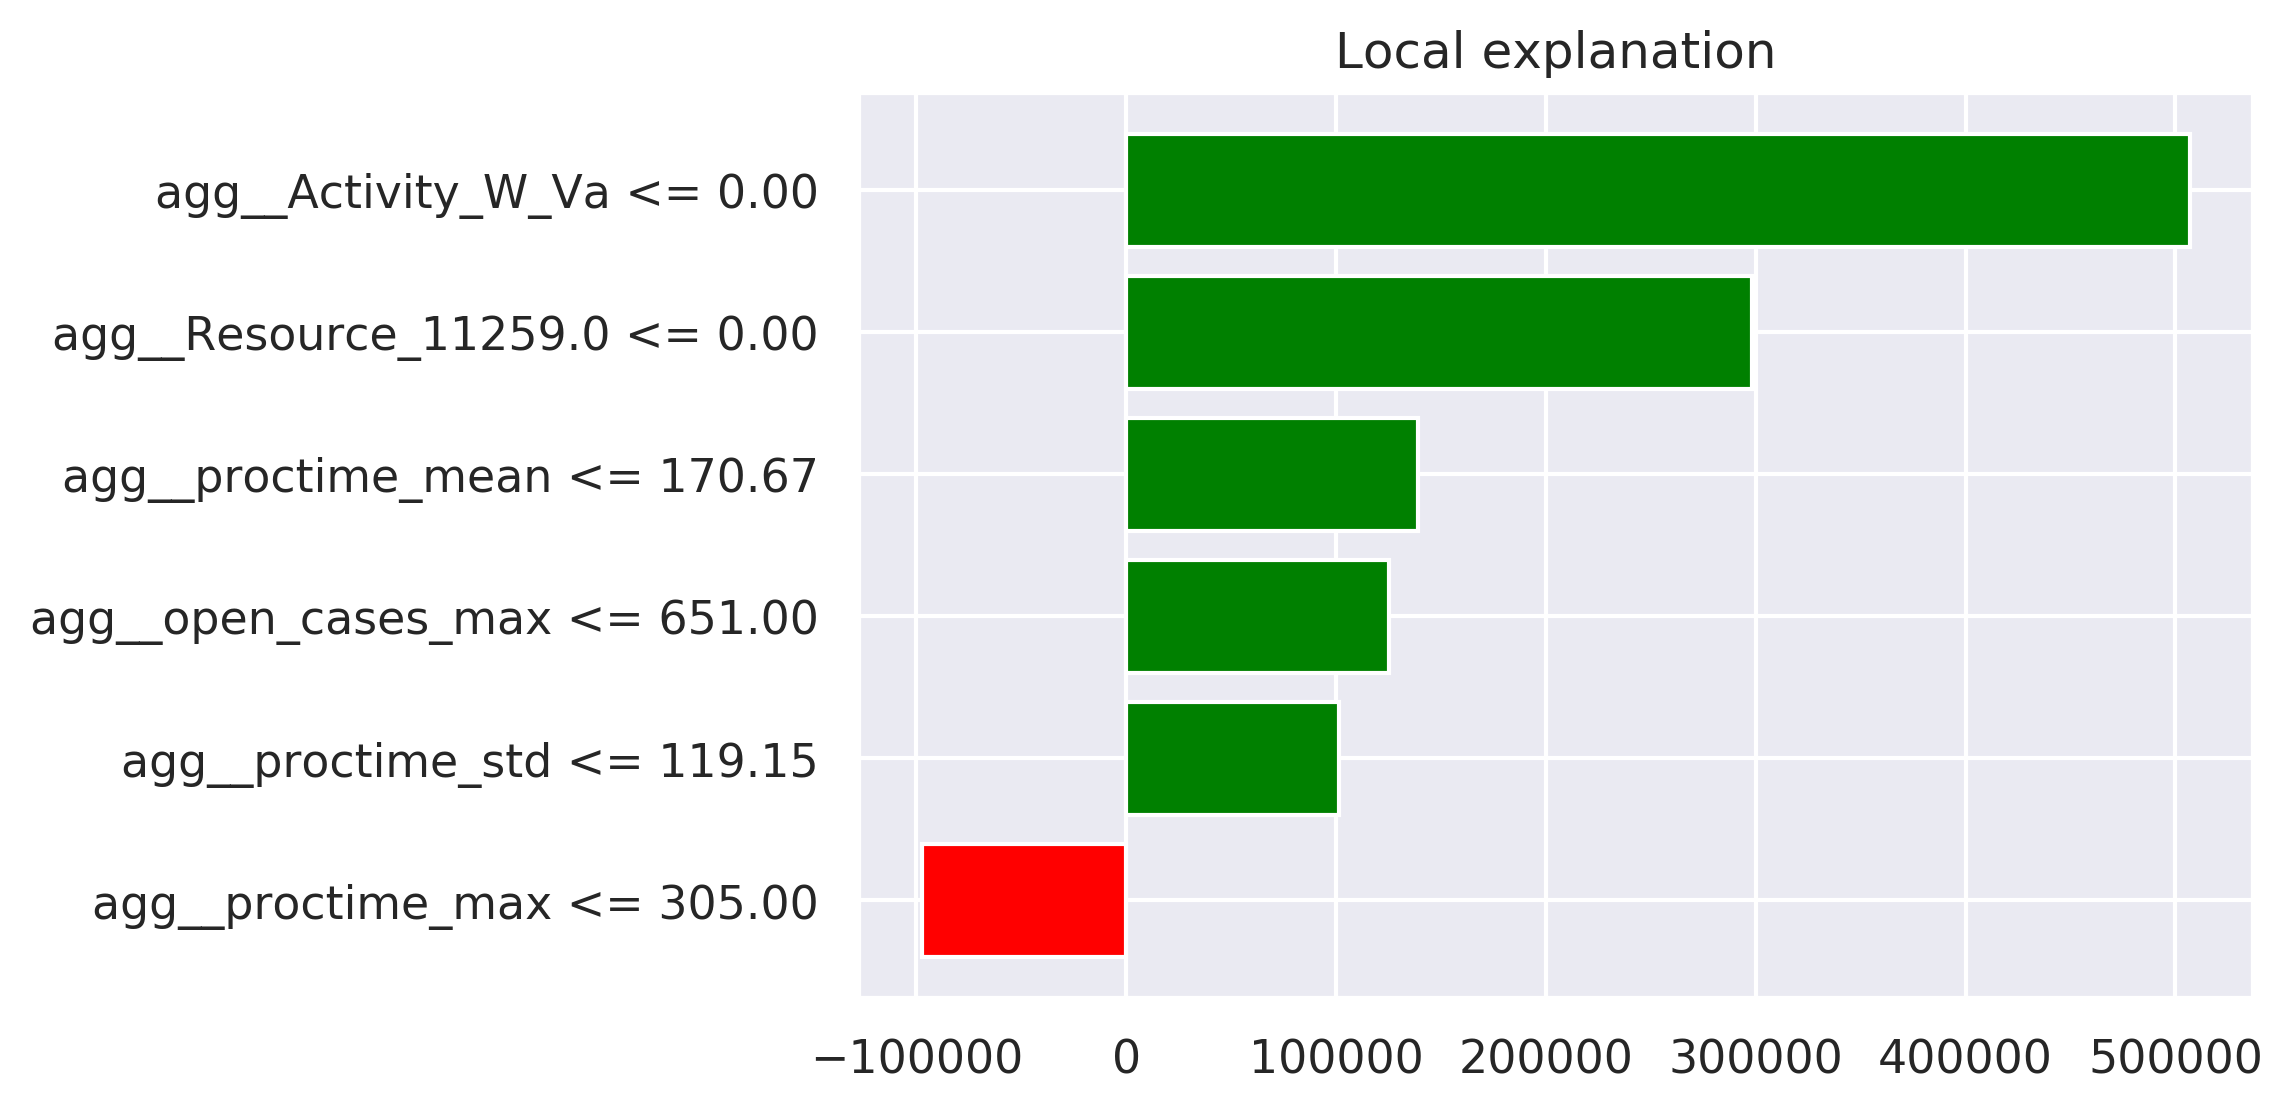 Local explanation
agg__Activity_W_Va <= 0.00
agg__Resource_11259.0 <= 0.00
agg__proctime_mean <= 170.67
agg__open_cases_max <= 651.00
agg__proctime_std <= 119.15
agg__proctime_max <= 305.00
−100000 0 100000 200000 300000 400000 500000